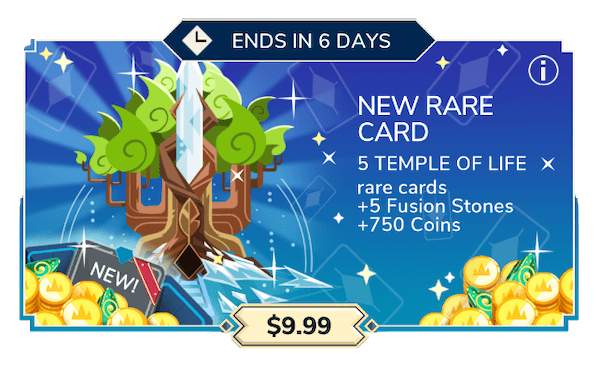 ENDS IN 6 DAYS
NEW RARE
CARD
5 TEMPLE OF LIFE
rare cards
+5 Fusion Stones
+750 Coins
NEW!
$9.99